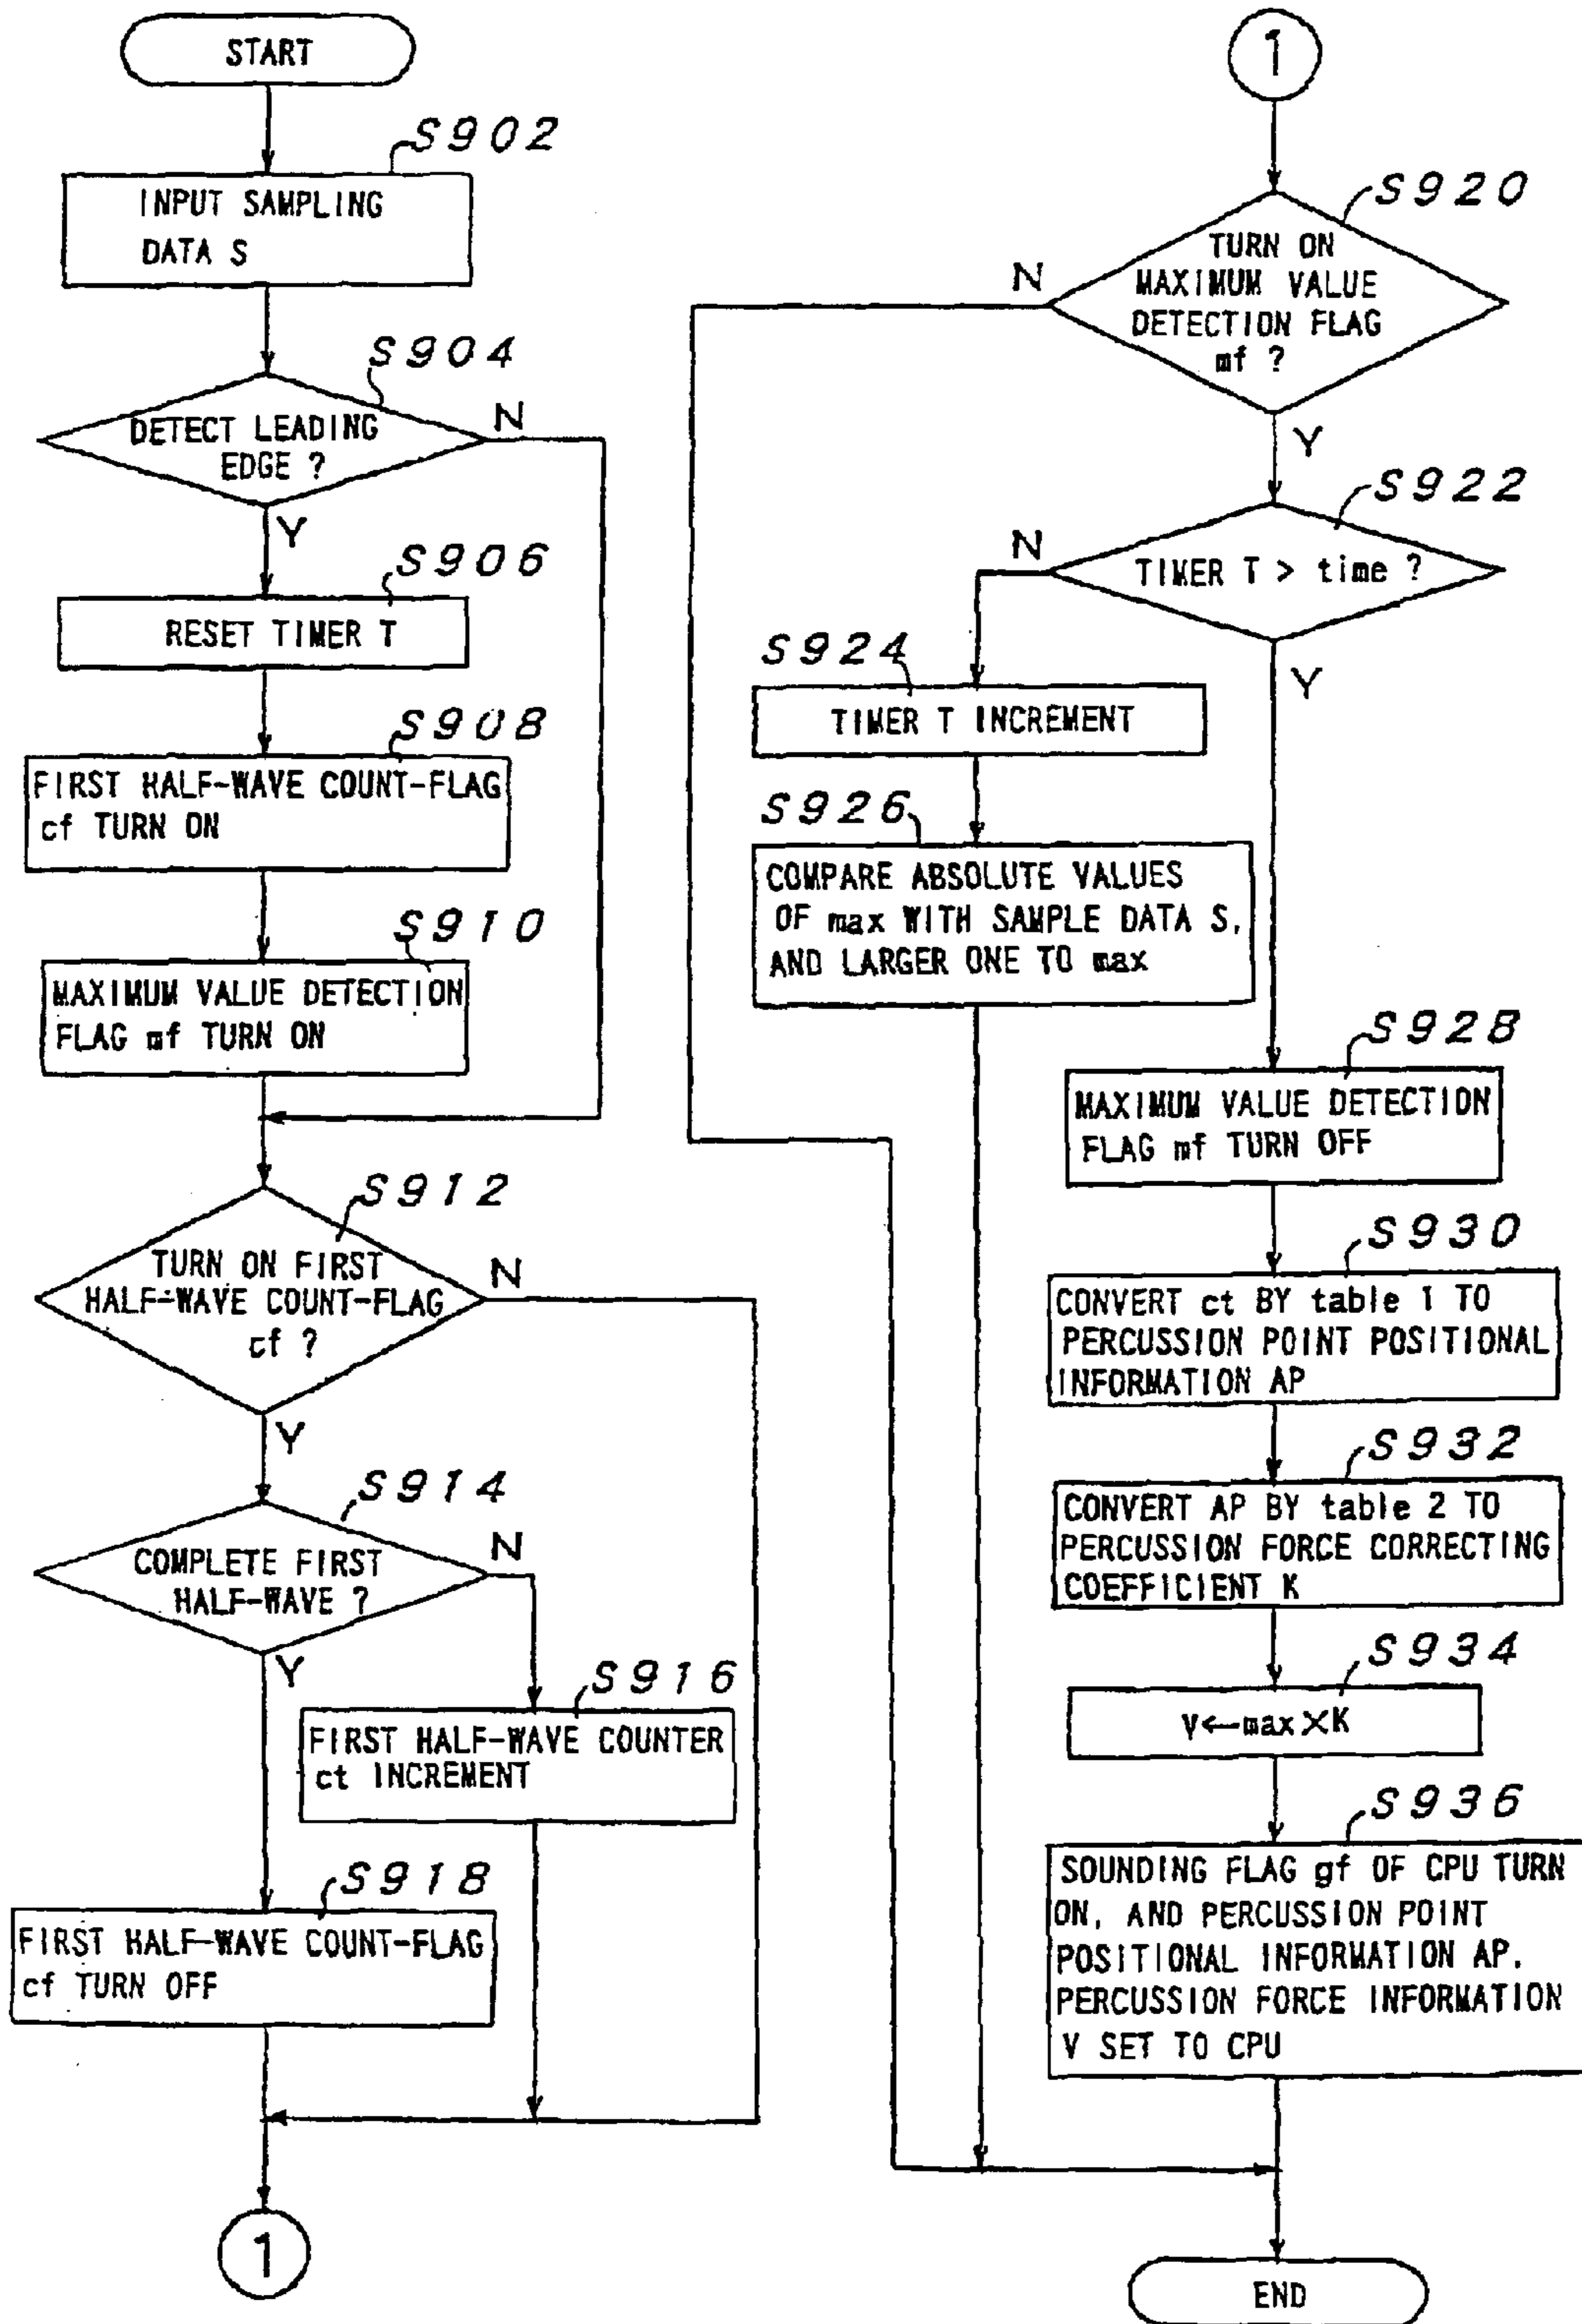 START
S902
INPUT SAMPLING
DATA S
S904
DETECT LEADING
EDGE ?
N
Y
S906
RESET TIMER T
S908
FIRST HALF-WAVE COUNT-FLAG
cf TURN ON
S910
MAXIMUM VALUE DETECTION
FLAG mf TURN ON
S912
TURN ON FIRST
HALF-WAVE COUNT-FLAG
cf ?
N
Y
S914
COMPLETE FIRST
HALF-WAVE ?
N
Y
S916
FIRST HALF-WAVE COUNTER
ct INCREMENT
S918
FIRST HALF-WAVE COUNT-FLAG
cf TURN OFF
1
1
S920
TURN ON
MAXIMUM VALUE
DETECTION FLAG
mf ?
N
Y
S922
TIMER T > time ?
N
Y
S924
TIMER T INCREMENT
S926
COMPARE ABSOLUTE VALUES
OF max WITH SAMPLE DATA S,
AND LARGER ONE TO max
S928
MAXIMUM VALUE DETECTION
FLAG mf TURN OFF
S930
CONVERT ct BY table 1 TO
PERCUSSION POINT POSITIONAL
INFORMATION AP
S932
CONVERT AP BY table 2 TO
PERCUSSION FORCE CORRECTING
COEFFICIENT K
S934
V←max×K
S936
SOUNDING FLAG gf OF CPU TURN
ON, AND PERCUSSION POINT
POSITIONAL INFORMATION AP,
PERCUSSION FORCE INFORMATION
V SET TO CPU
END